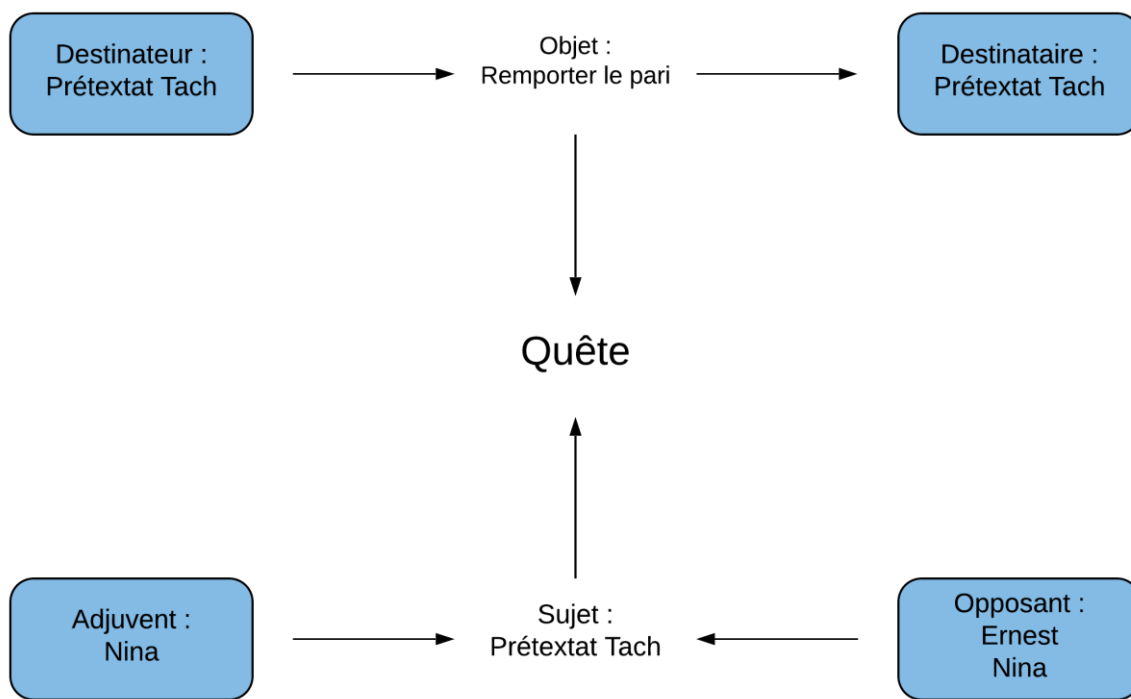 Destinateur :
Prétextat Tach
Objet :
Remporter le pari
Destinataire :
Prétextat Tach
Quête
Adjuvent :
Nina
Sujet :
Prétextat Tach
Opposant :
Ernest
Nina